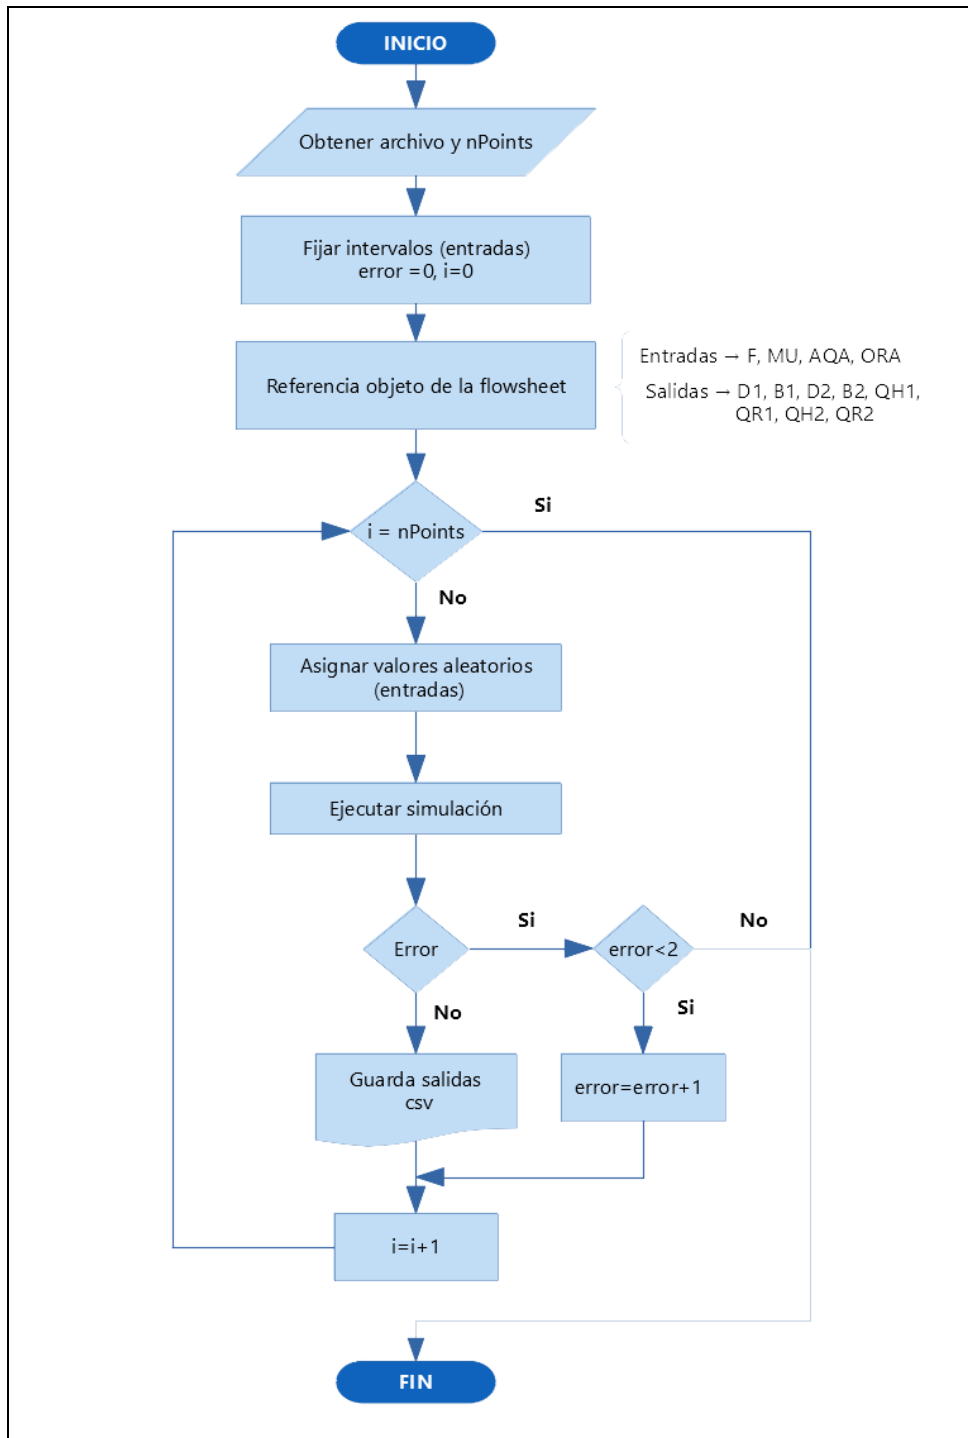 INICIO
Obtener archivo y nPoints
Fijar intervalos (entradas)
error =0, i=0
Referencia objeto de la flowsheet
Entradas → F, MU, AQA, ORA
Salidas → D1, B1, D2, B2, QH1,
QR1, QH2, QR2
i = nPoints
Si
No
Asignar valores aleatorios
(entradas)
Ejecutar simulación
Error
Si
error<2
No
No
Si
Guarda salidas
csv
error=error+1
i=i+1
FIN